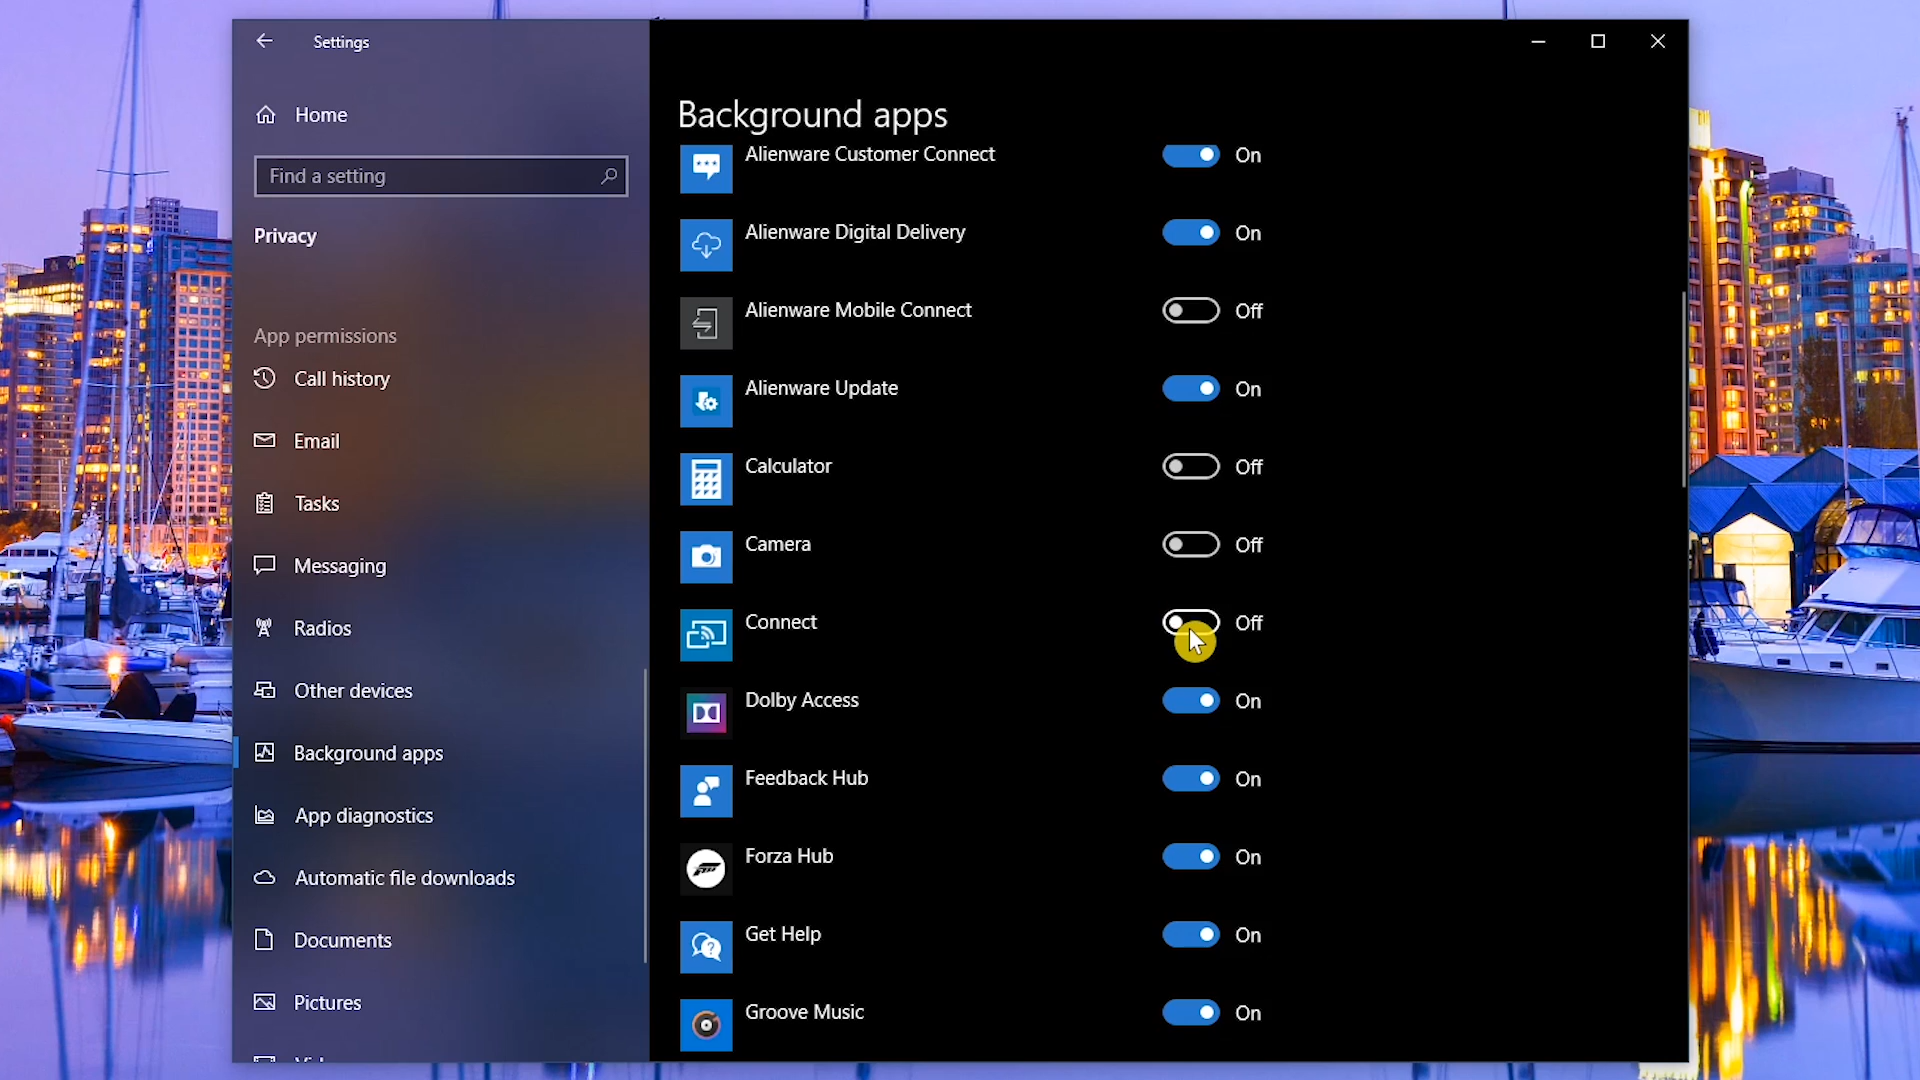 Settings
Home
Find a setting
Privacy
App permissions
Call history
Email
Tasks
Messaging
Radios
Other devices
Background apps
App diagnostics
Automatic file downloads
Documents
Pictures
Background apps
Alienware Customer Connect On
Alienware Digital Delivery On
Alienware Mobile Connect Off
Alienware Update On
Calculator Off
Camera Off
Connect Off
Dolby Access On
Feedback Hub On
Forza Hub On
Get Help On
Groove Music On